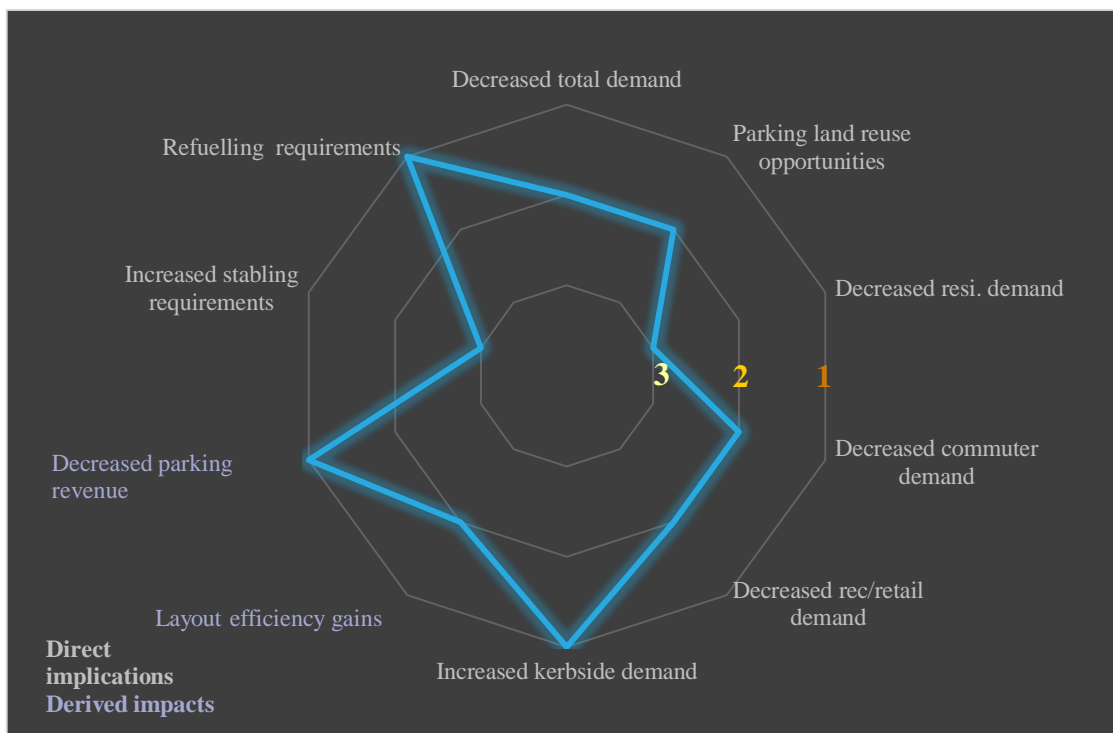 Decreased total demand
Parking land reuse
opportunities
Refuelling requirements
Increased stabling
requirements
Decreased resi. demand
3
2
1
Decreased commuter
demand
Decreased parking
revenue
Decreased rec/retail
demand
Layout efficiency gains
Increased kerbside demand
Direct
implications
Derived impacts